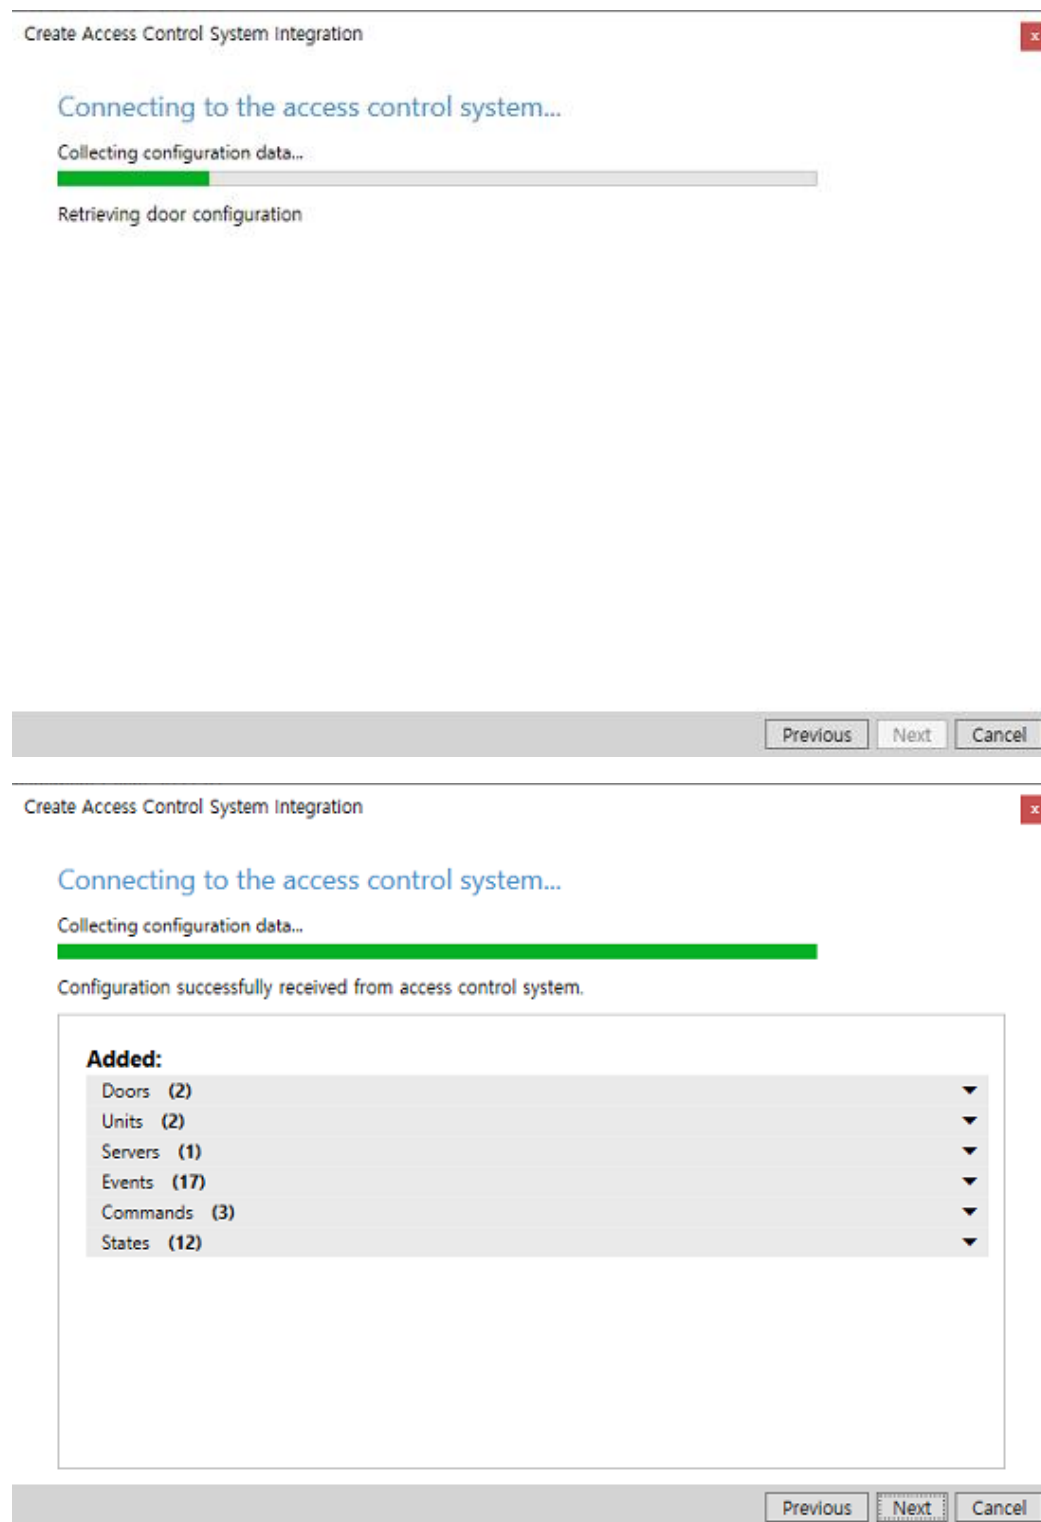 Create Access Control System Integration
x
Connecting to the access control system...
Collecting configuration data...
Retrieving door configuration
Previous Next Cancel
Create Access Control System Integration
x
Connecting to the access control system...
Collecting configuration data...
Configuration successfully received from access control system.
Added:
Doors (2)
Units (2)
Servers (1)
Events (17)
Commands (3)
States (12)
Previous Next Cancel